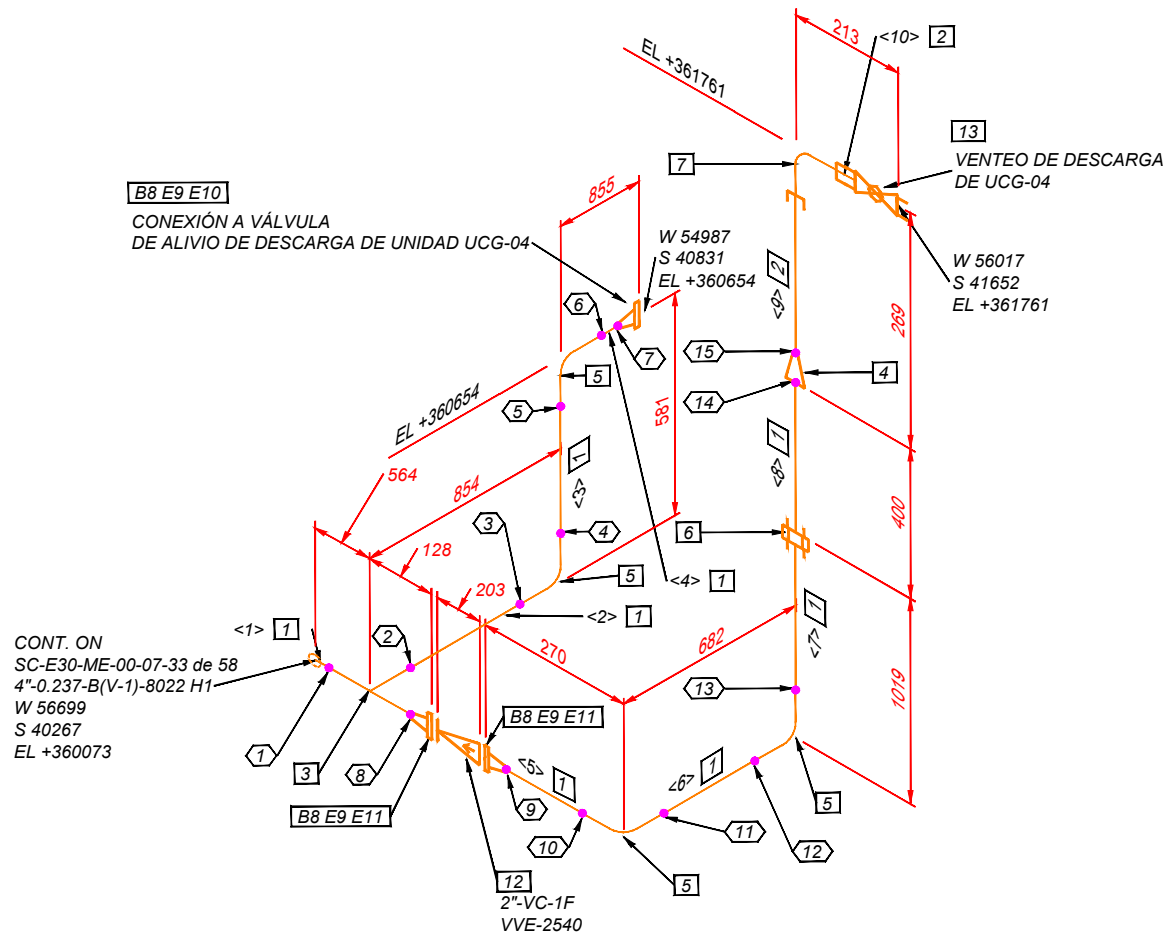 213
<10> 2
EL +361761
13
VENTEO DE DESCARGA
DE UCG-04
7
B8 E9 E10
CONEXIÓN A VÁLVULA
DE ALIVIO DE DESCARGA DE UNIDAD UCG-04
855
W 54987
S 40831
EL +360654
W 56017
S 41652
EL +361761
<9> 2
269
6
7
15
4
14
5
5
581
EL +360654
564
854
<3> 1
<8> 1
400
3
4
6
128
203
5
<4> 1
<2> 1
<7> 1
682
270
1019
<1> 1
2
13
CONT. ON
SC-E30-ME-00-07-33 de 58
4"-0.237-B(V-1)-8022 H1
W 56699
S 40267
EL +360073
1
3
8
B8 E9 E11
B8 E9 E11
<5> 1
<6> 1
9
10
11
12
5
5
12
2"-VC-1F
VVE-2540